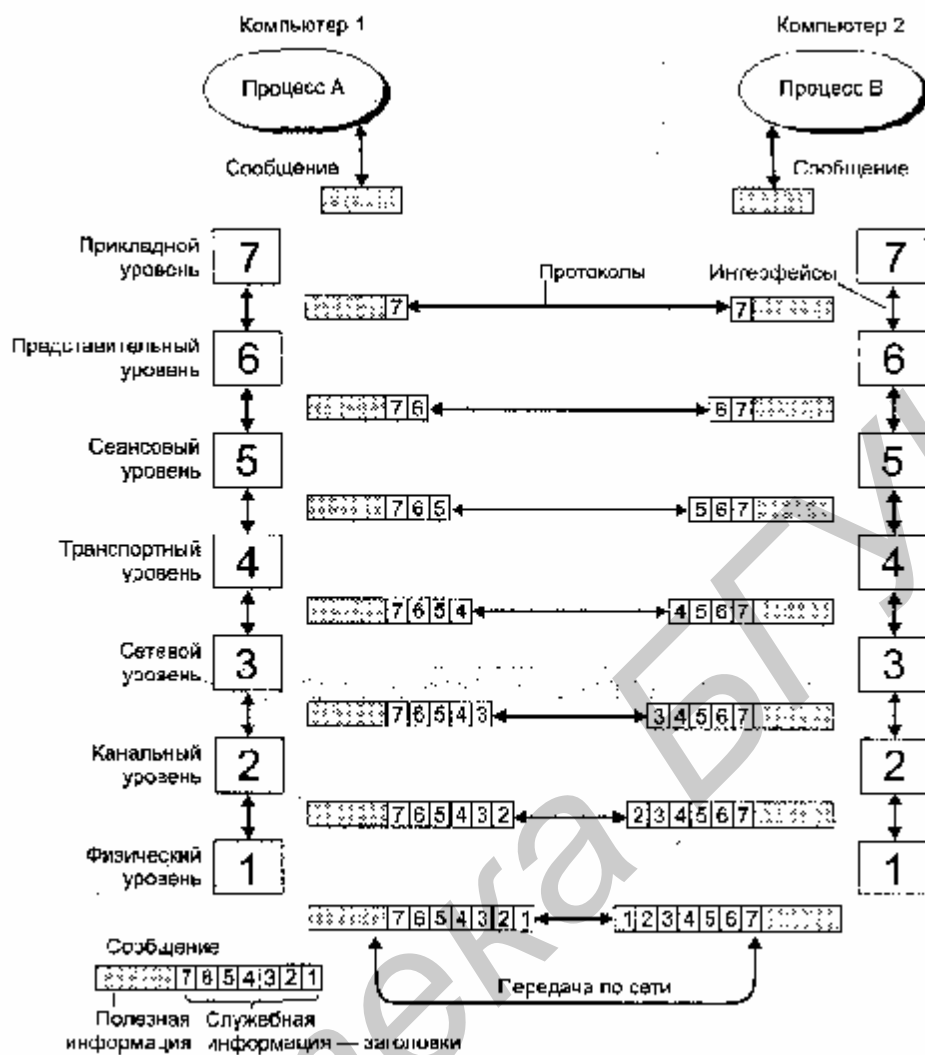 Компьютер 1
Компьютер 2
Процесс A
Процесс B
Сообщение
Сообщение
Прикладной
уровень
7
Протоколы
Интерфейсы
7
7
7
Представительный
уровень
6
6
7 6
6 7
Сеансовый
уровень
5
5
7 6 5
5 6 7
Транспортный
уровень
4
4
7 6 5 4
4 5 6 7
Сетевой
уровень
3
3
7 6 5 4 3
3 4 5 6 7
Канальный
уровень
2
2
7 6 5 4 3 2
2 3 4 5 6 7
Физический
уровень
1
1
7 6 5 4 3 2 1
1 2 3 4 5 6 7
Сообщение
7 6 5 4 3 2 1
Передача по сети
Полезная
информация
Служебная
информация — заголовки